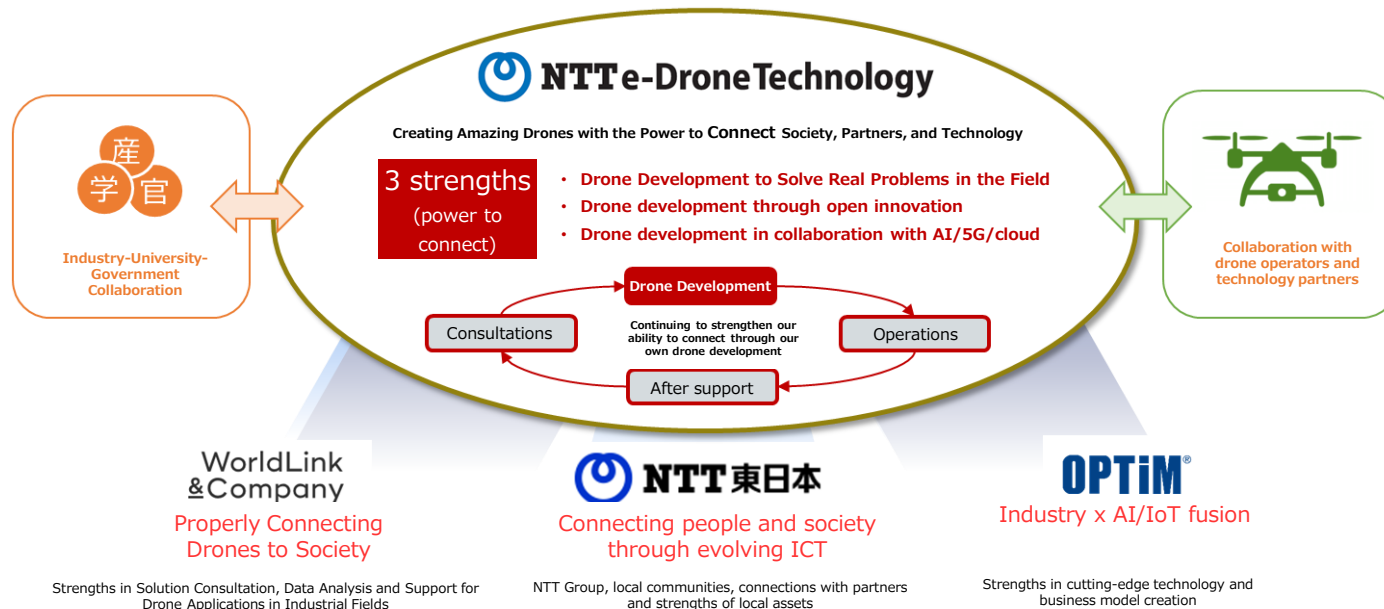 NTT e-Drone Technology
Creating Amazing Drones with the Power to Connect Society, Partners, and Technology
3 strengths
(power to
connect)
• Drone Development to Solve Real Problems in the Field
• Drone development through open innovation
• Drone development in collaboration with AI/5G/cloud
産
学 官
Industry-University-
Government
Collaboration
Collaboration with
drone operators and
technology partners
Drone Development
Consultations
Continuing to strengthen our
ability to connect through our
own drone development
Operations
After support
WorldLink
&Company
Properly Connecting
Drones to Society
Strengths in Solution Consultation, Data Analysis and Support for
Drone Applications in Industrial Fields
NTT東日本
Connecting people and society
through evolving ICT
NTT Group, local communities, connections with partners
and strengths of local assets
OPTiM®
Industry x AI/IoT fusion
Strengths in cutting-edge technology and
business model creation